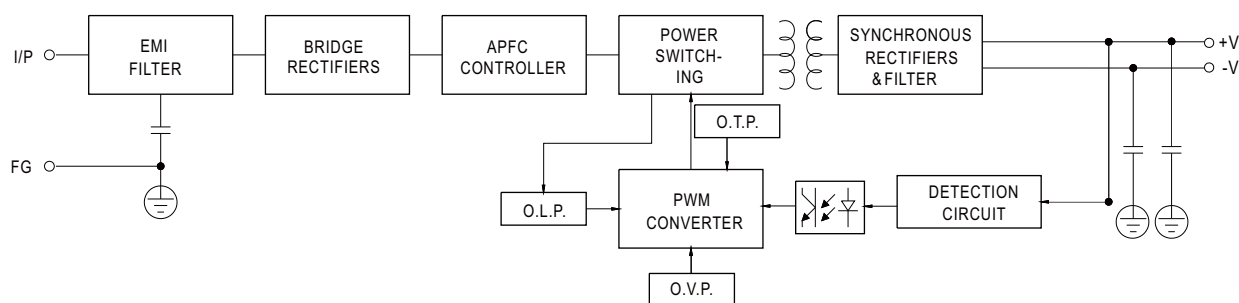 I/P
EMI
FILTER
BRIDGE
RECTIFIERS
APFC
CONTROLLER
POWER
SWITCH-
ING
SYNCHRONOUS
RECTIFIERS
&FILTER
+V
-V
O.T.P.
FG
O.L.P.
PWM
CONVERTER
DETECTION
CIRCUIT
O.V.P.